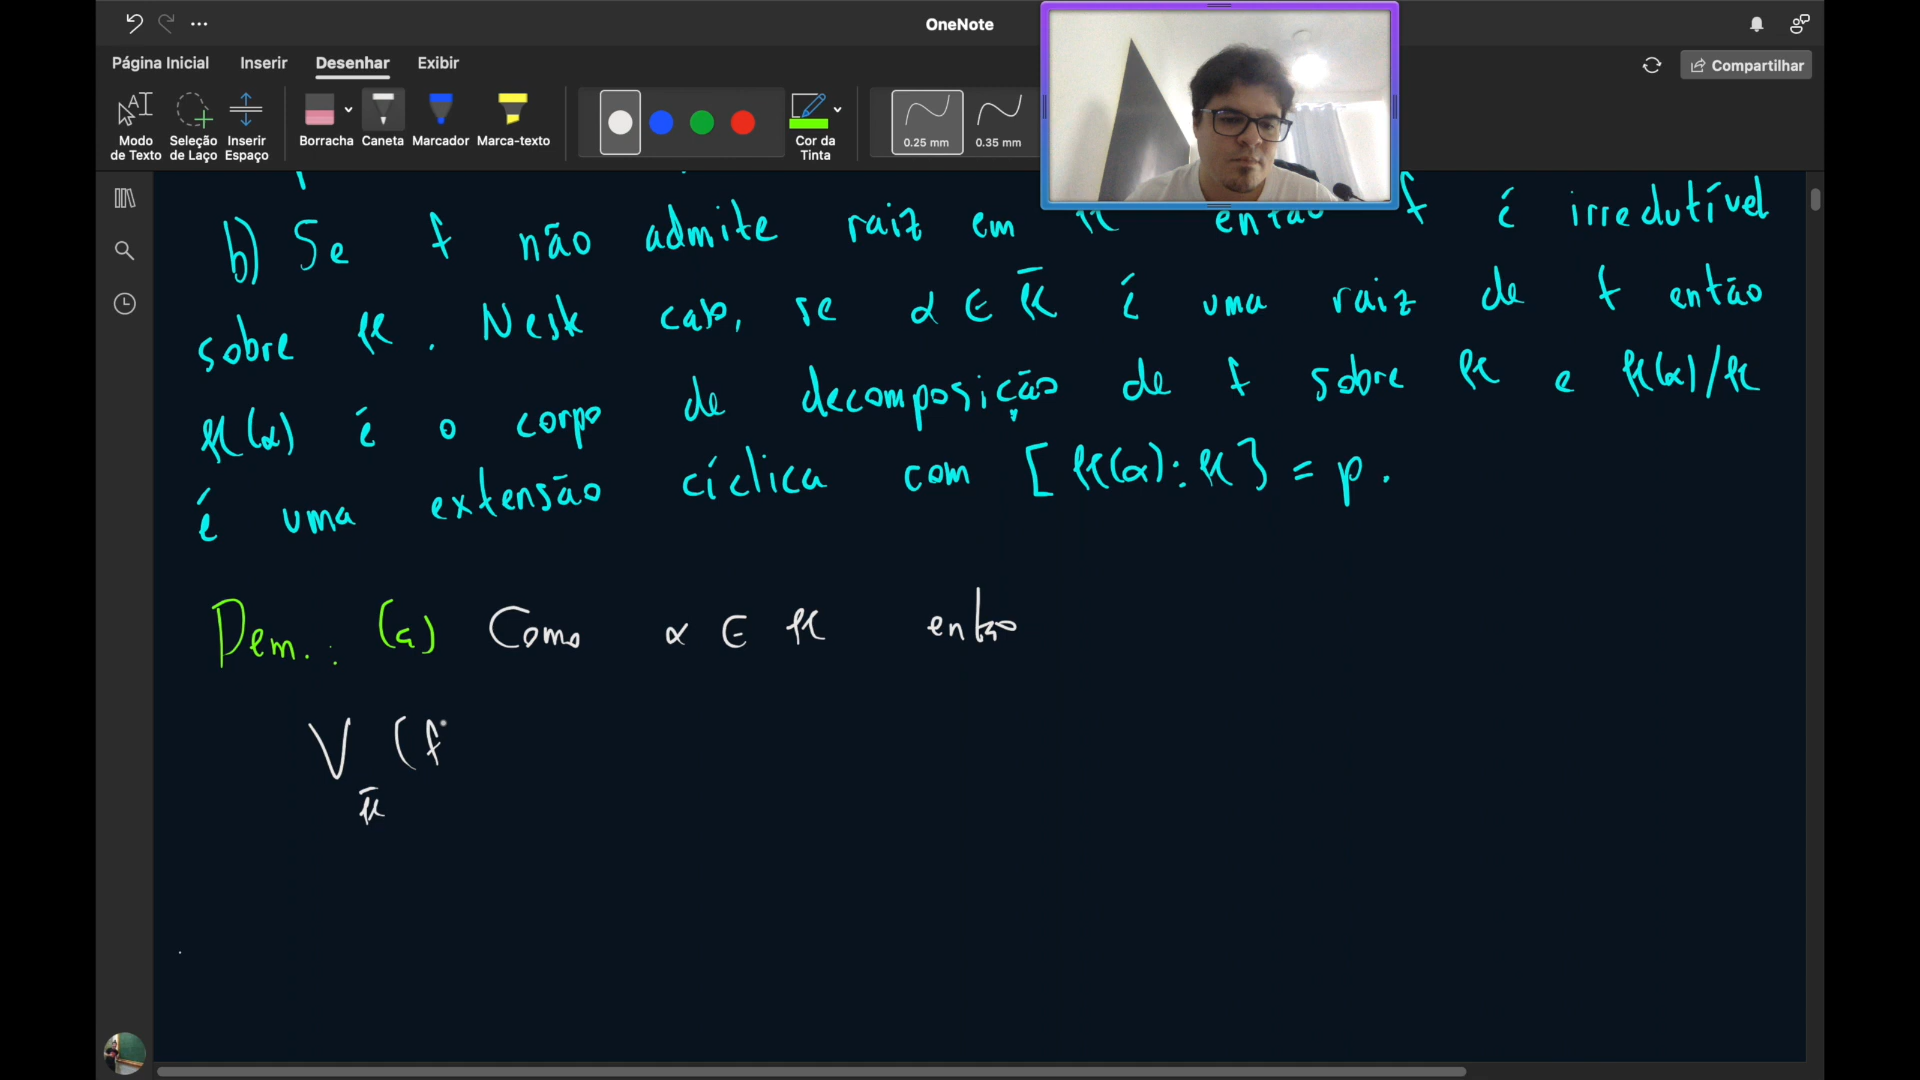 OneNote
Página Inicial Inserir Desenhar Exibir
Compartilhar
Modo de Texto
Seleção de Laço
Inserir Espaço
Borracha Caneta Marcador Marca-texto
Cor da Tinta
0.25 mm 0.35 mm
b) Se f não admite raiz em K então f é irredutível
sobre K. Neste caso, se α ∈ K̄ é uma raiz de f então
K(α) é o corpo de decomposição de f sobre K e K(α)/K
é uma extensão cíclica com [K(α):K] = p.
Dem.: (a) Como α ∈ K então
V_K̄ (f